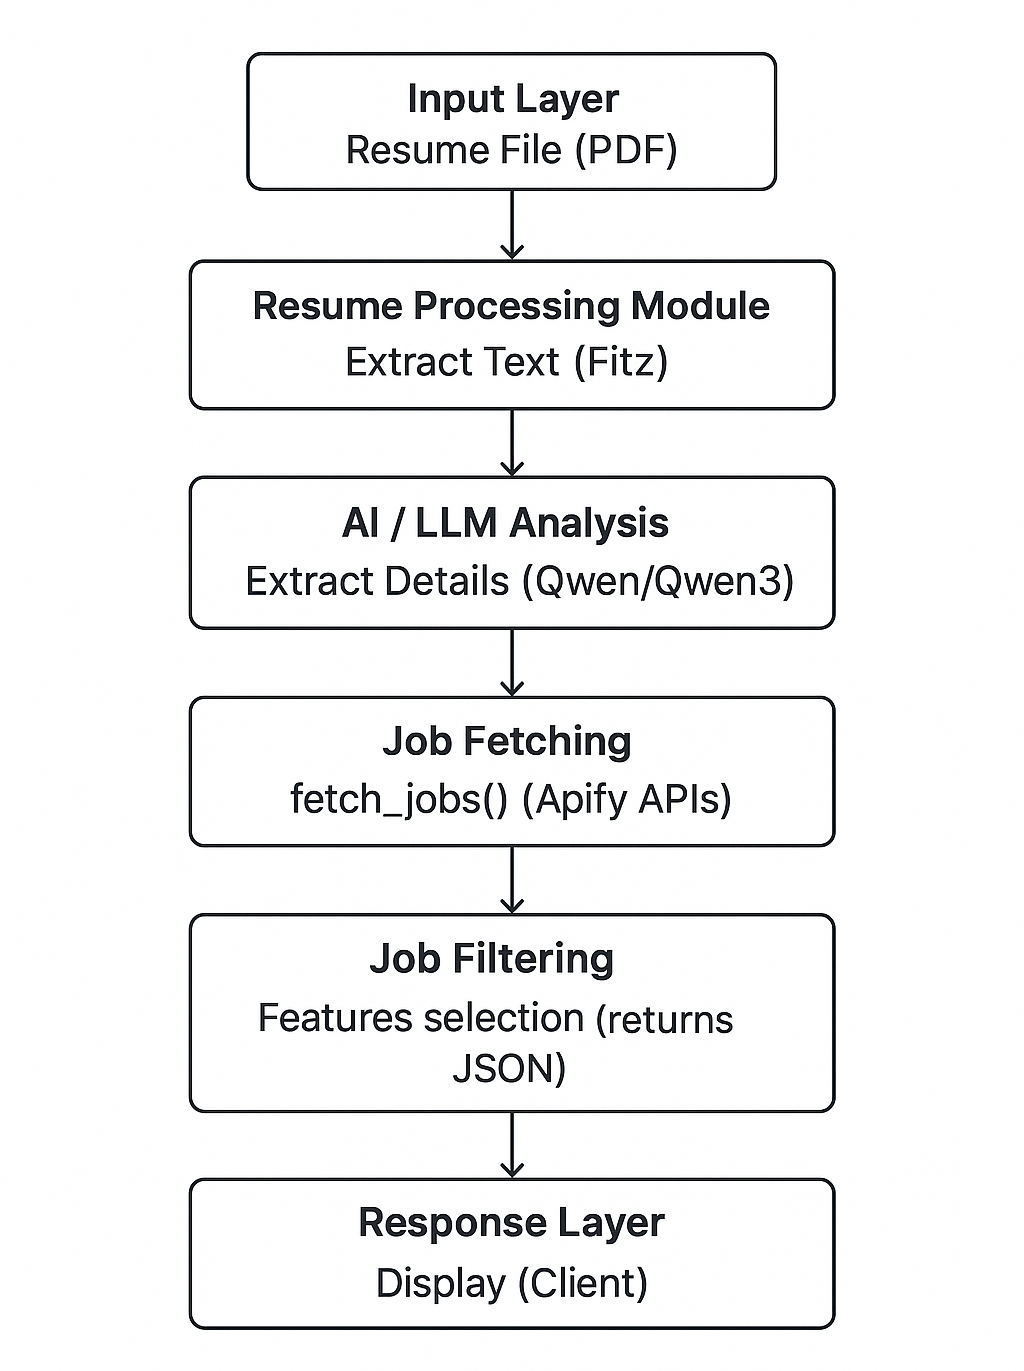 Input Layer
Resume File (PDF)
Resume Processing Module
Extract Text (Fitz)
AI / LLM Analysis
Extract Details (Qwen/Qwen3)
Job Fetching
fetch_jobs() (Apify APIs)
Job Filtering
Features selection (returns
JSON)
Response Layer
Display (Client)